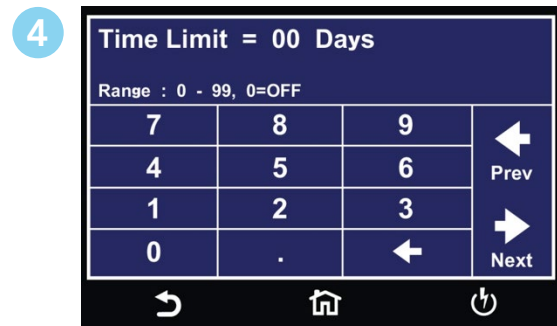 4
Time Limit = 00 Days
Range : 0 - 99, 0=OFF
7 8 9
4 5 6
Prev
1 2 3
0 .
Next